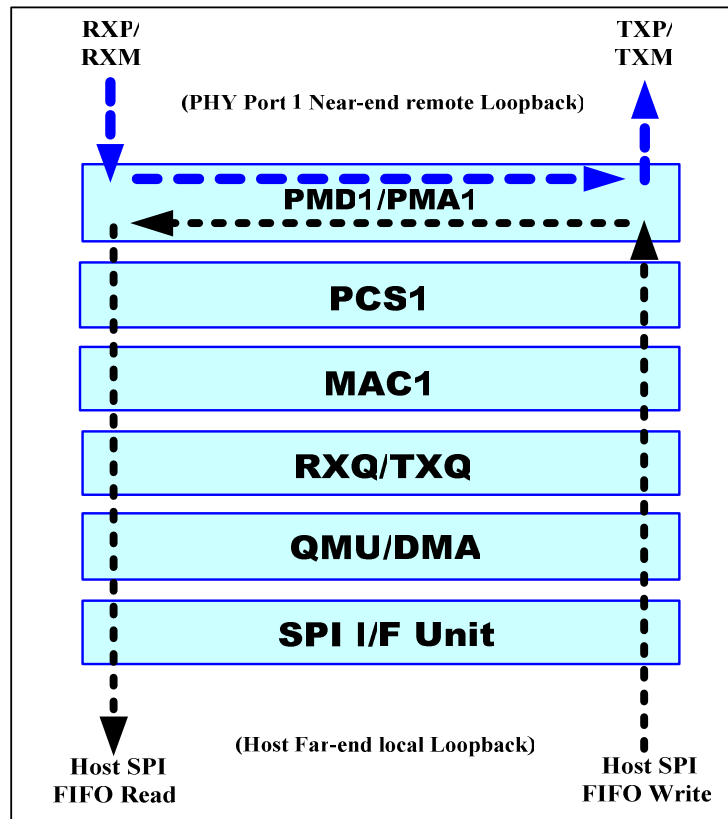 RXP/
RXM
TXP/
TXM
(PHY Port 1 Near-end remote Loopback)
PMD1/PMA1
PCS1
MAC1
RXQ/TXQ
QMU/DMA
SPI I/F Unit
(Host Far-end local Loopback)
Host SPI
FIFO Read
Host SPI
FIFO Write